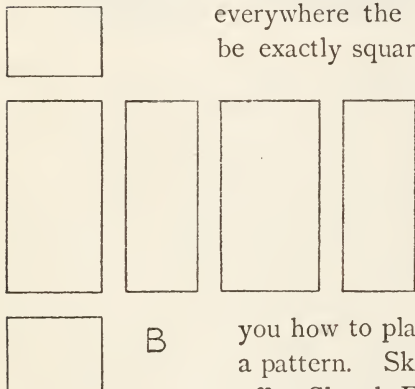 everywhere the
be exactly squar
B
you how to pla
a pattern. Sk